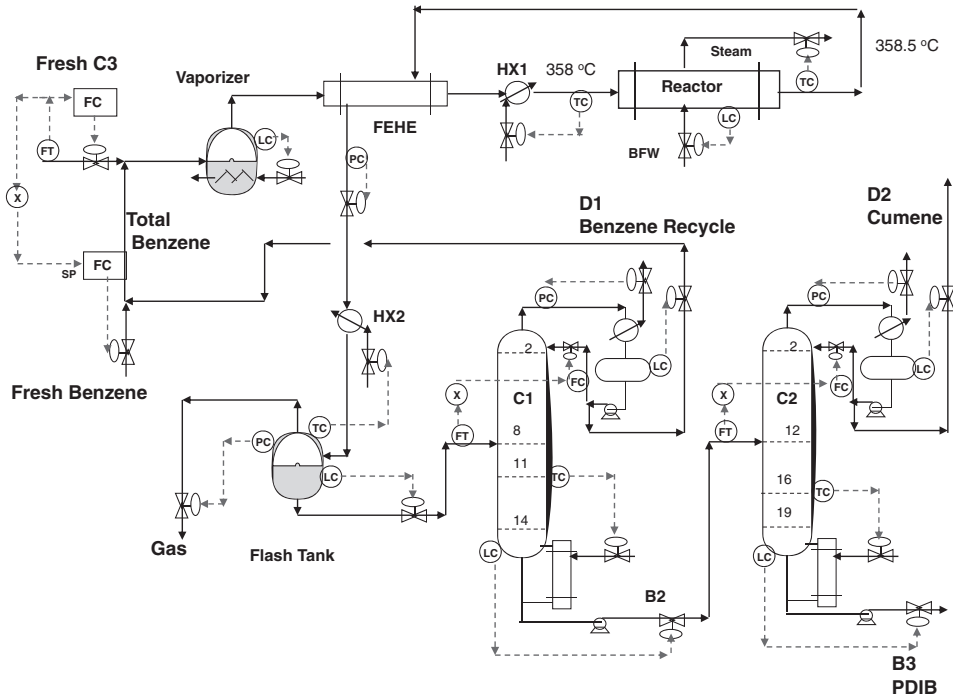 Fresh C3
FC
FT
X
SP
FC
Total
Benzene
Fresh Benzene
Vaporizer
LC
FEHE
PC
HX1
358 °C
TC
Reactor
Steam
TC
358.5 °C
LC
BFW
HX2
D1
Benzene Recycle
D2
Cumene
PC
TC
LC
Gas
Flash Tank
X
FT
PC
LC
FC
2
C1
8
11
TC
14
LC
B2
X
FT
PC
LC
FC
2
C2
12
16
TC
19
LC
B3
PDIB